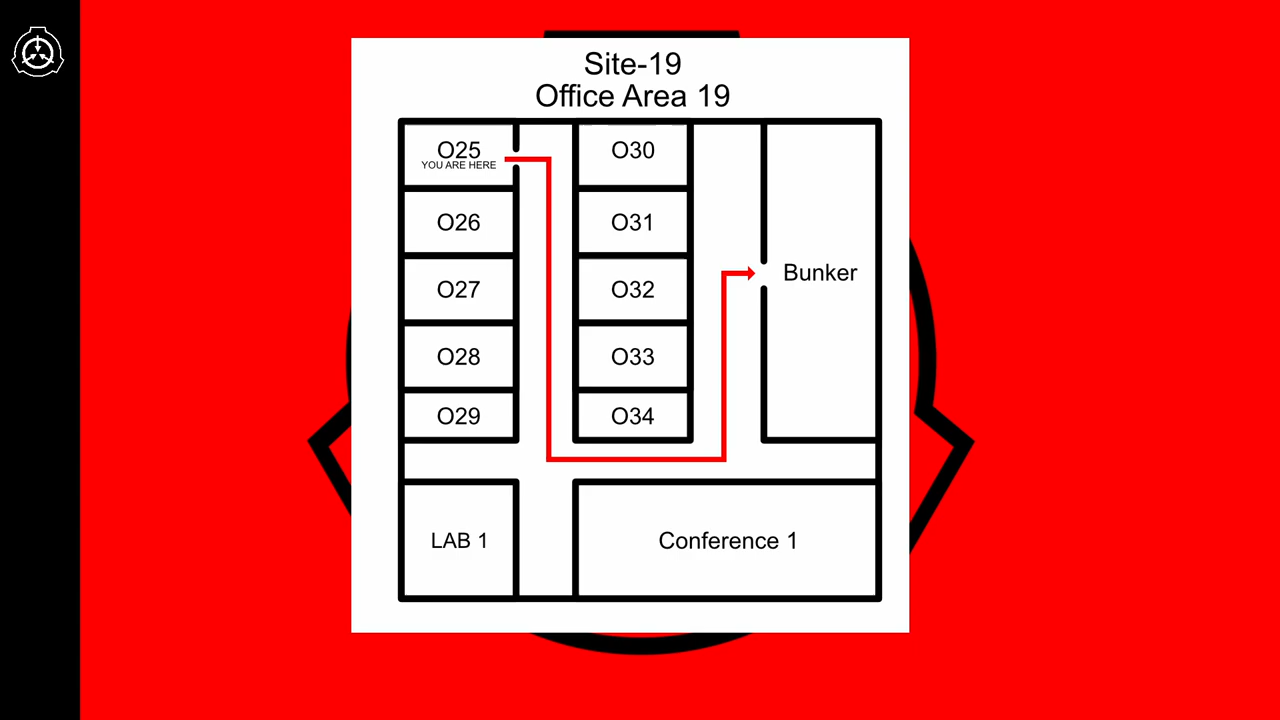 Site-19
Office Area 19
O25
YOU ARE HERE
O26
O27
O28
O29
O30
O31
O32
O33
O34
Bunker
LAB 1
Conference 1